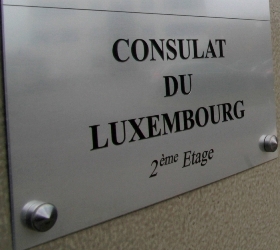 CONSULAT
DU
LUXEMBOURG
2ème Etage